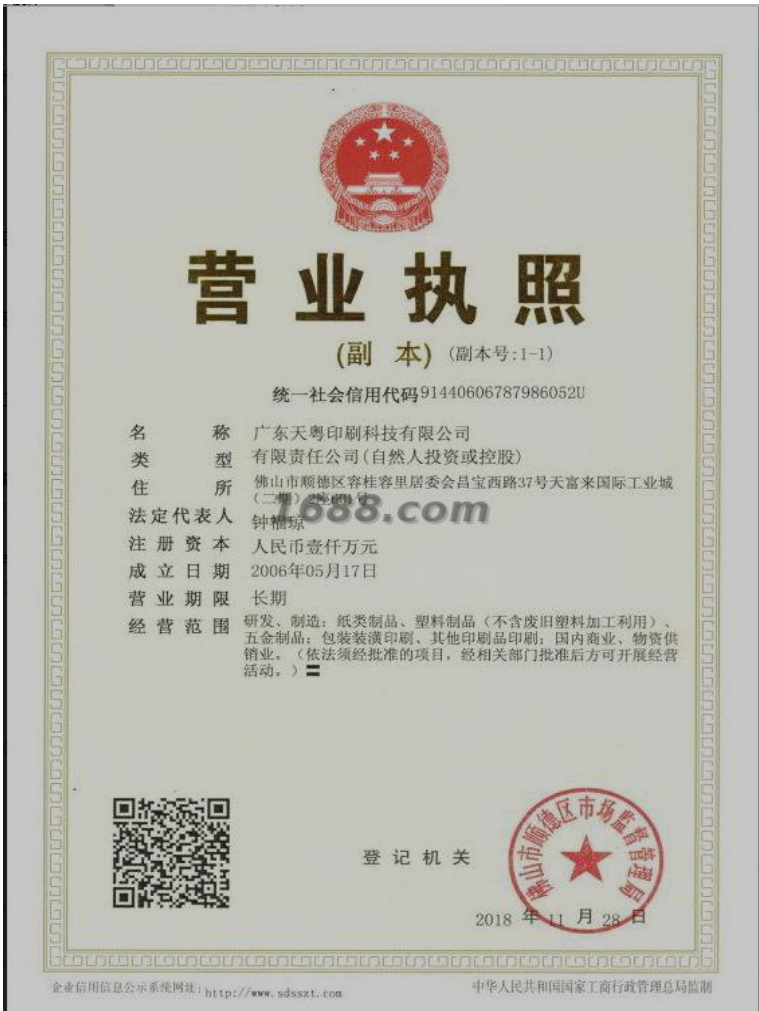 营业执照
(副 本) (副本号:1-1)
统一社会信用代码91440606787986052U
名 称 广东天粤印刷科技有限公司
类 型 有限责任公司(自然人投资或控股)
住 所 佛山市顺德区容桂容里居委会昌宝西路37号天富来国际工业城
(二期)2座601号
1688.com
法定代表人 钟福琼
注册资本 人民币壹仟万元
成立日期 2006年05月17日
营业期限 长期
经营范围 研发、制造：纸类制品、塑料制品（不含废旧塑料加工利用）、
五金制品；包装装潢印刷、其他印刷品印刷；国内商业、物资供
销业。（依法须经批准的项目，经相关部门批准后方可开展经营
活动。）〓
佛山市顺德区市场监督管理局
登记机关
2018 年 11 月 28 日
企业信用信息公示系统网址：http://www.sdsszt.com
中华人民共和国国家工商行政管理总局监制